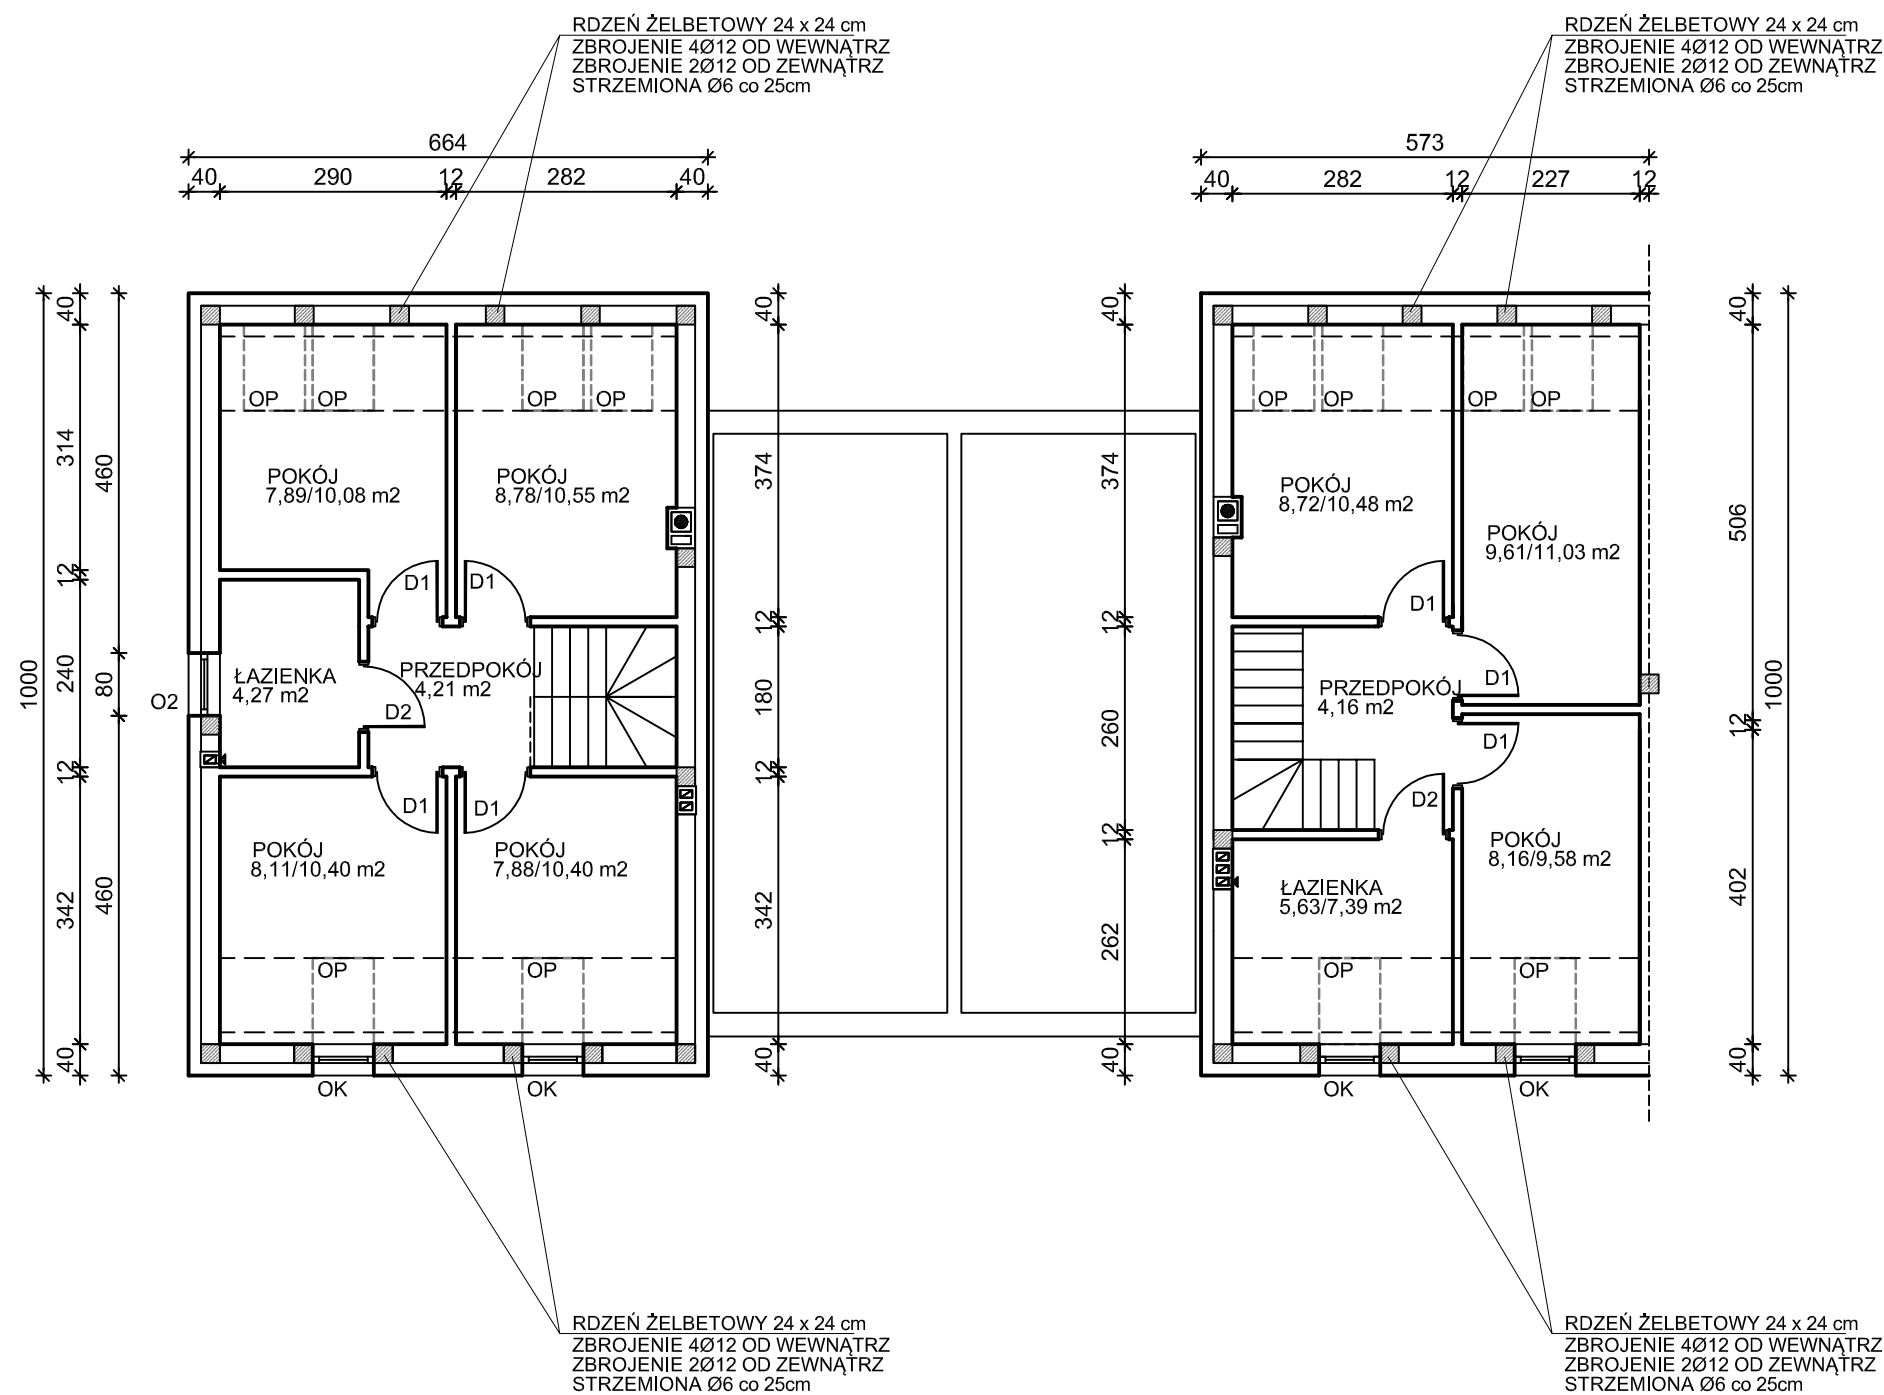 RDZEŃ ŻELBETOWY 24 x 24 cm
ZBROJENIE 4Ø12 OD WEWNĄTRZ
ZBROJENIE 2Ø12 OD ZEWNĄTRZ
STRZEMIONA Ø6 co 25cm
RDZEŃ ŻELBETOWY 24 x 24 cm
ZBROJENIE 4Ø12 OD WEWNĄTRZ
ZBROJENIE 2Ø12 OD ZEWNĄTRZ
STRZEMIONA Ø6 co 25cm
664
40 290 12 282 40
573
40 282 12 227 12
1000
40
314
12
240
12
342
40
460
80
460
O2
OP OP
OP OP
POKÓJ
7,89/10,08 m2
POKÓJ
8,78/10,55 m2
D1
D1
ŁAZIENKA
4,27 m2
PRZEDPOKÓJ
4,21 m2
D2
D1
D1
POKÓJ
8,11/10,40 m2
POKÓJ
7,88/10,40 m2
OP
OP
OK
OK
40
374
12
180
12
342
40
40
374
12
260
12
262
40
OP OP
OP OP
POKÓJ
8,72/10,48 m2
POKÓJ
9,61/11,03 m2
D1
D1
PRZEDPOKÓJ
4,16 m2
D1
D2
POKÓJ
8,16/9,58 m2
ŁAZIENKA
5,63/7,39 m2
OP
OP
OK
OK
40
506
12
402
40
1000
RDZEŃ ŻELBETOWY 24 x 24 cm
ZBROJENIE 4Ø12 OD WEWNĄTRZ
ZBROJENIE 2Ø12 OD ZEWNĄTRZ
STRZEMIONA Ø6 co 25cm
RDZEŃ ŻELBETOWY 24 x 24 cm
ZBROJENIE 4Ø12 OD WEWNĄTRZ
ZBROJENIE 2Ø12 OD ZEWNĄTRZ
STRZEMIONA Ø6 co 25cm